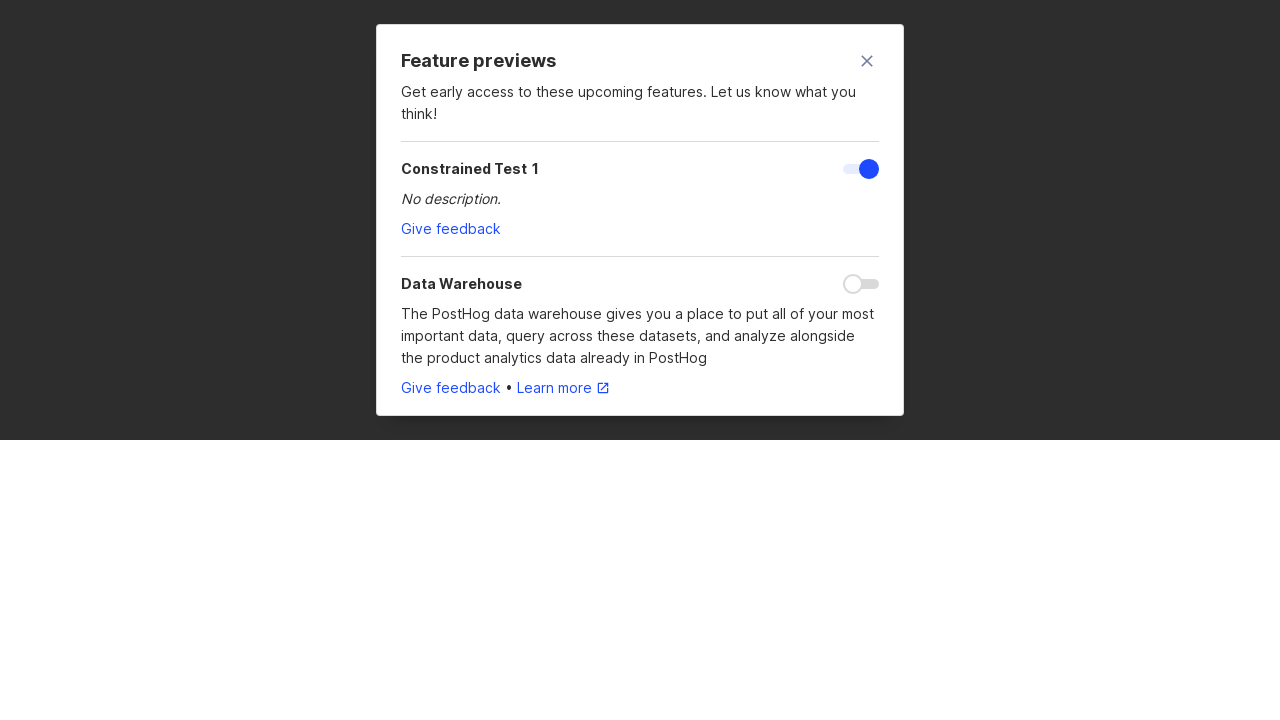 Feature previews
Get early access to these upcoming features. Let us know what you
think!
Constrained Test 1
No description.
Give feedback
Data Warehouse
The PostHog data warehouse gives you a place to put all of your most
important data, query across these datasets, and analyze alongside
the product analytics data already in PostHog
Give feedback • Learn more